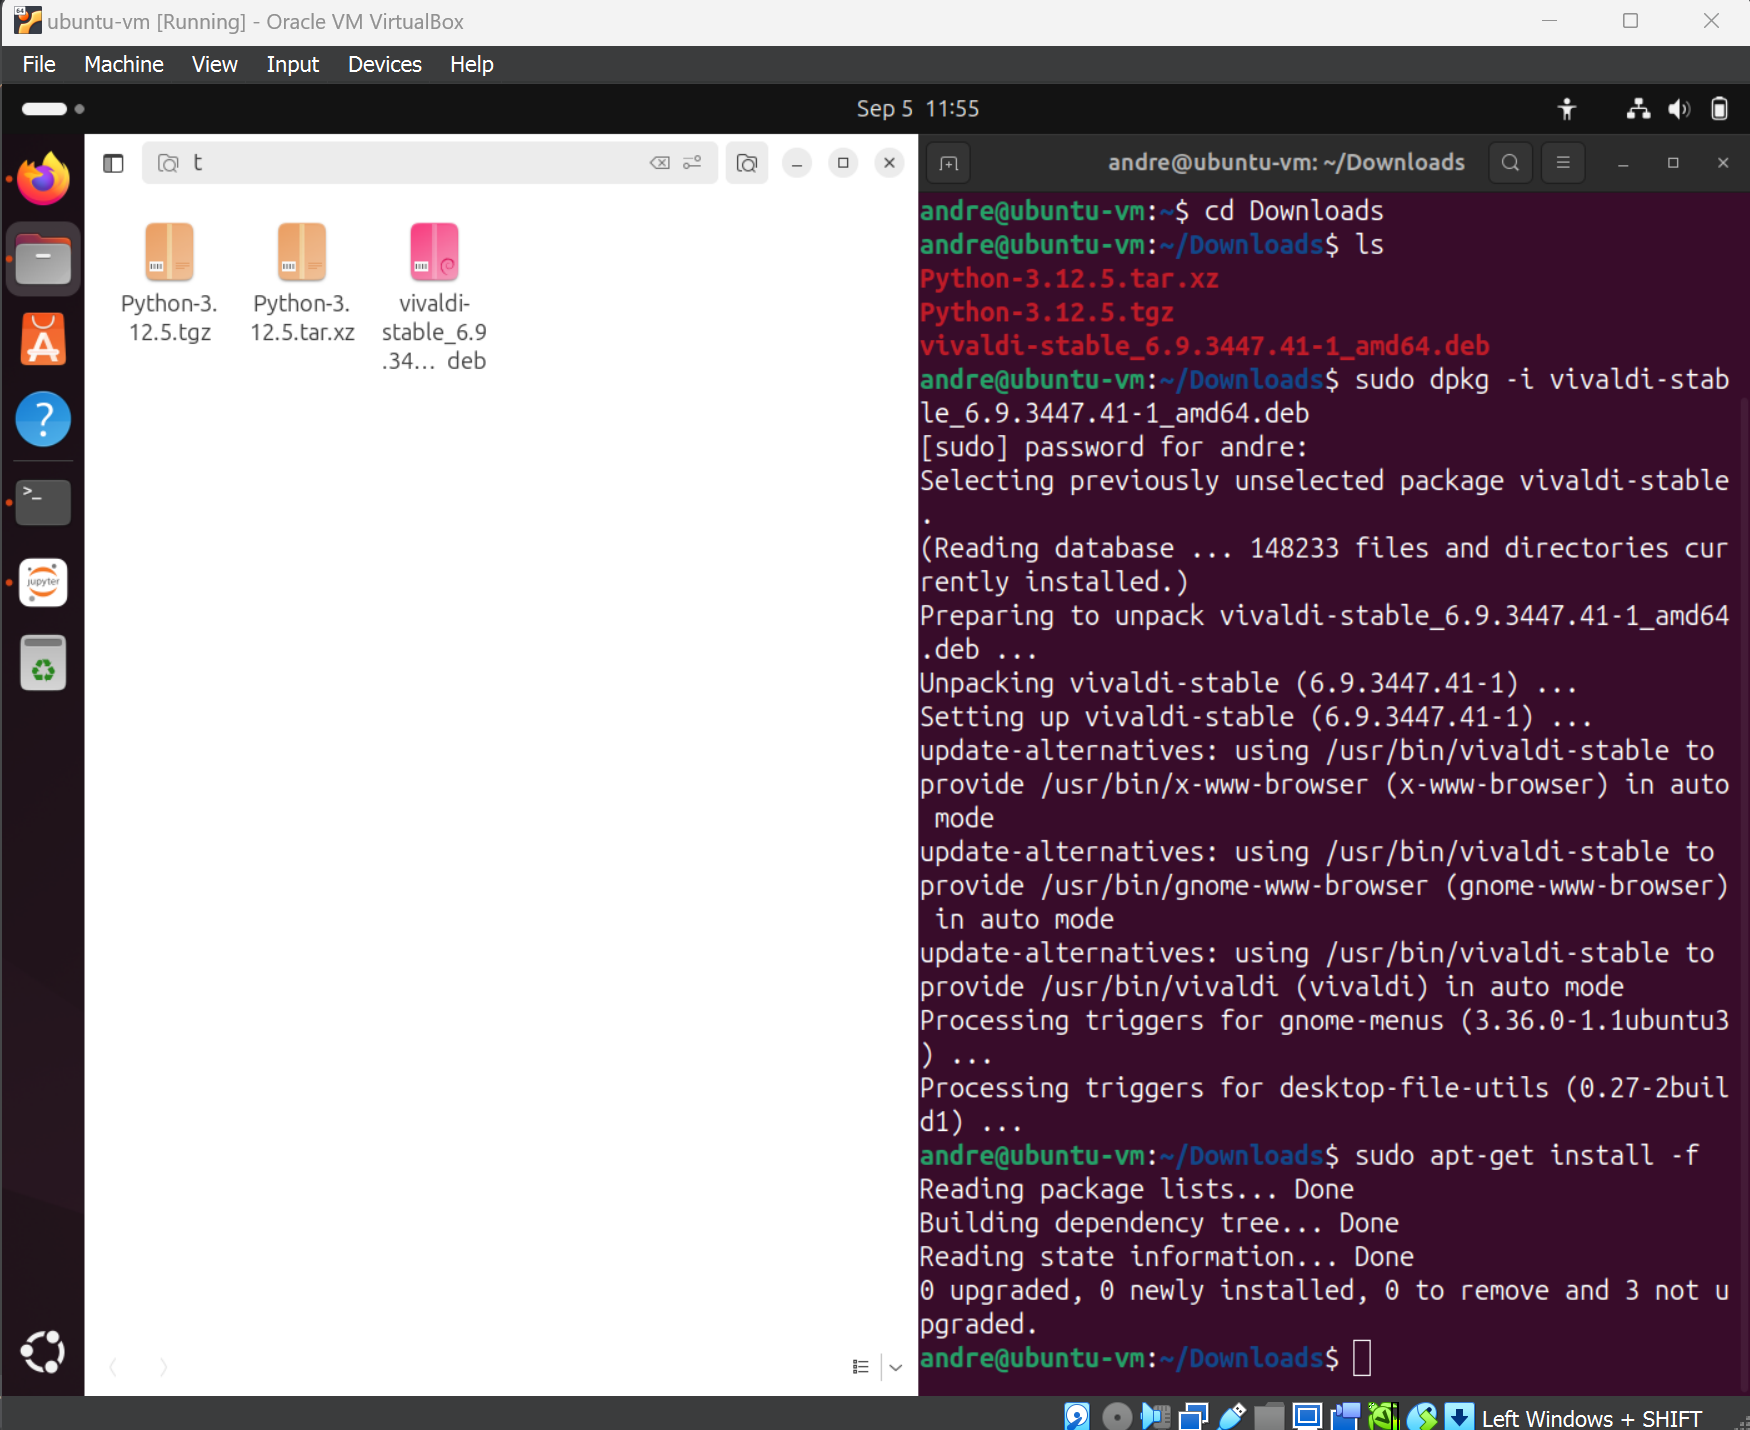 ubuntu-vm [Running] - Oracle VM VirtualBox
File Machine View Input Devices Help
Sep 5 11:55
t
andre@ubuntu-vm: ~/Downloads
Python-3.
12.5.tgz
Python-3.
12.5.tar.xz
vivaldi-
stable_6.9
.34... deb
jupyter
andre@ubuntu-vm:~$ cd Downloads
andre@ubuntu-vm:~/Downloads$ ls
Python-3.12.5.tar.xz
Python-3.12.5.tgz
vivaldi-stable_6.9.3447.41-1_amd64.deb
andre@ubuntu-vm:~/Downloads$ sudo dpkg -i vivaldi-stab
le_6.9.3447.41-1_amd64.deb
[sudo] password for andre:
Selecting previously unselected package vivaldi-stable
.
(Reading database ... 148233 files and directories cur
rently installed.)
Preparing to unpack vivaldi-stable_6.9.3447.41-1_amd64
.deb ...
Unpacking vivaldi-stable (6.9.3447.41-1) ...
Setting up vivaldi-stable (6.9.3447.41-1) ...
update-alternatives: using /usr/bin/vivaldi-stable to
provide /usr/bin/x-www-browser (x-www-browser) in auto
 mode
update-alternatives: using /usr/bin/vivaldi-stable to
provide /usr/bin/gnome-www-browser (gnome-www-browser)
 in auto mode
update-alternatives: using /usr/bin/vivaldi-stable to
provide /usr/bin/vivaldi (vivaldi) in auto mode
Processing triggers for gnome-menus (3.36.0-1.1ubuntu3
) ...
Processing triggers for desktop-file-utils (0.27-2buil
d1) ...
andre@ubuntu-vm:~/Downloads$ sudo apt-get install -f
Reading package lists... Done
Building dependency tree... Done
Reading state information... Done
0 upgraded, 0 newly installed, 0 to remove and 3 not u
pgraded.
andre@ubuntu-vm:~/Downloads$
Left Windows + SHIFT